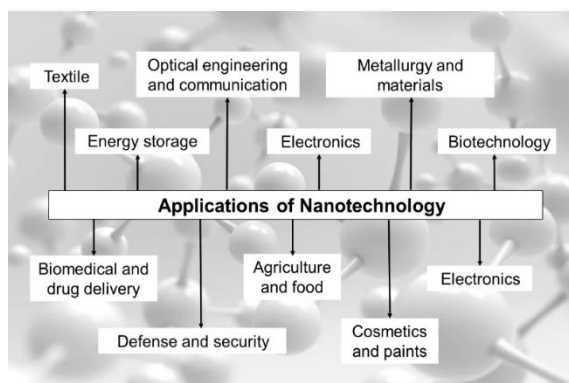 Optical engineering
and communication
Metallurgy and
materials
Textile
Energy storage
Electronics
Biotechnology
Applications of Nanotechnology
Biomedical and
drug delivery
Agriculture
and food
Electronics
Defense and security
Cosmetics
and paints